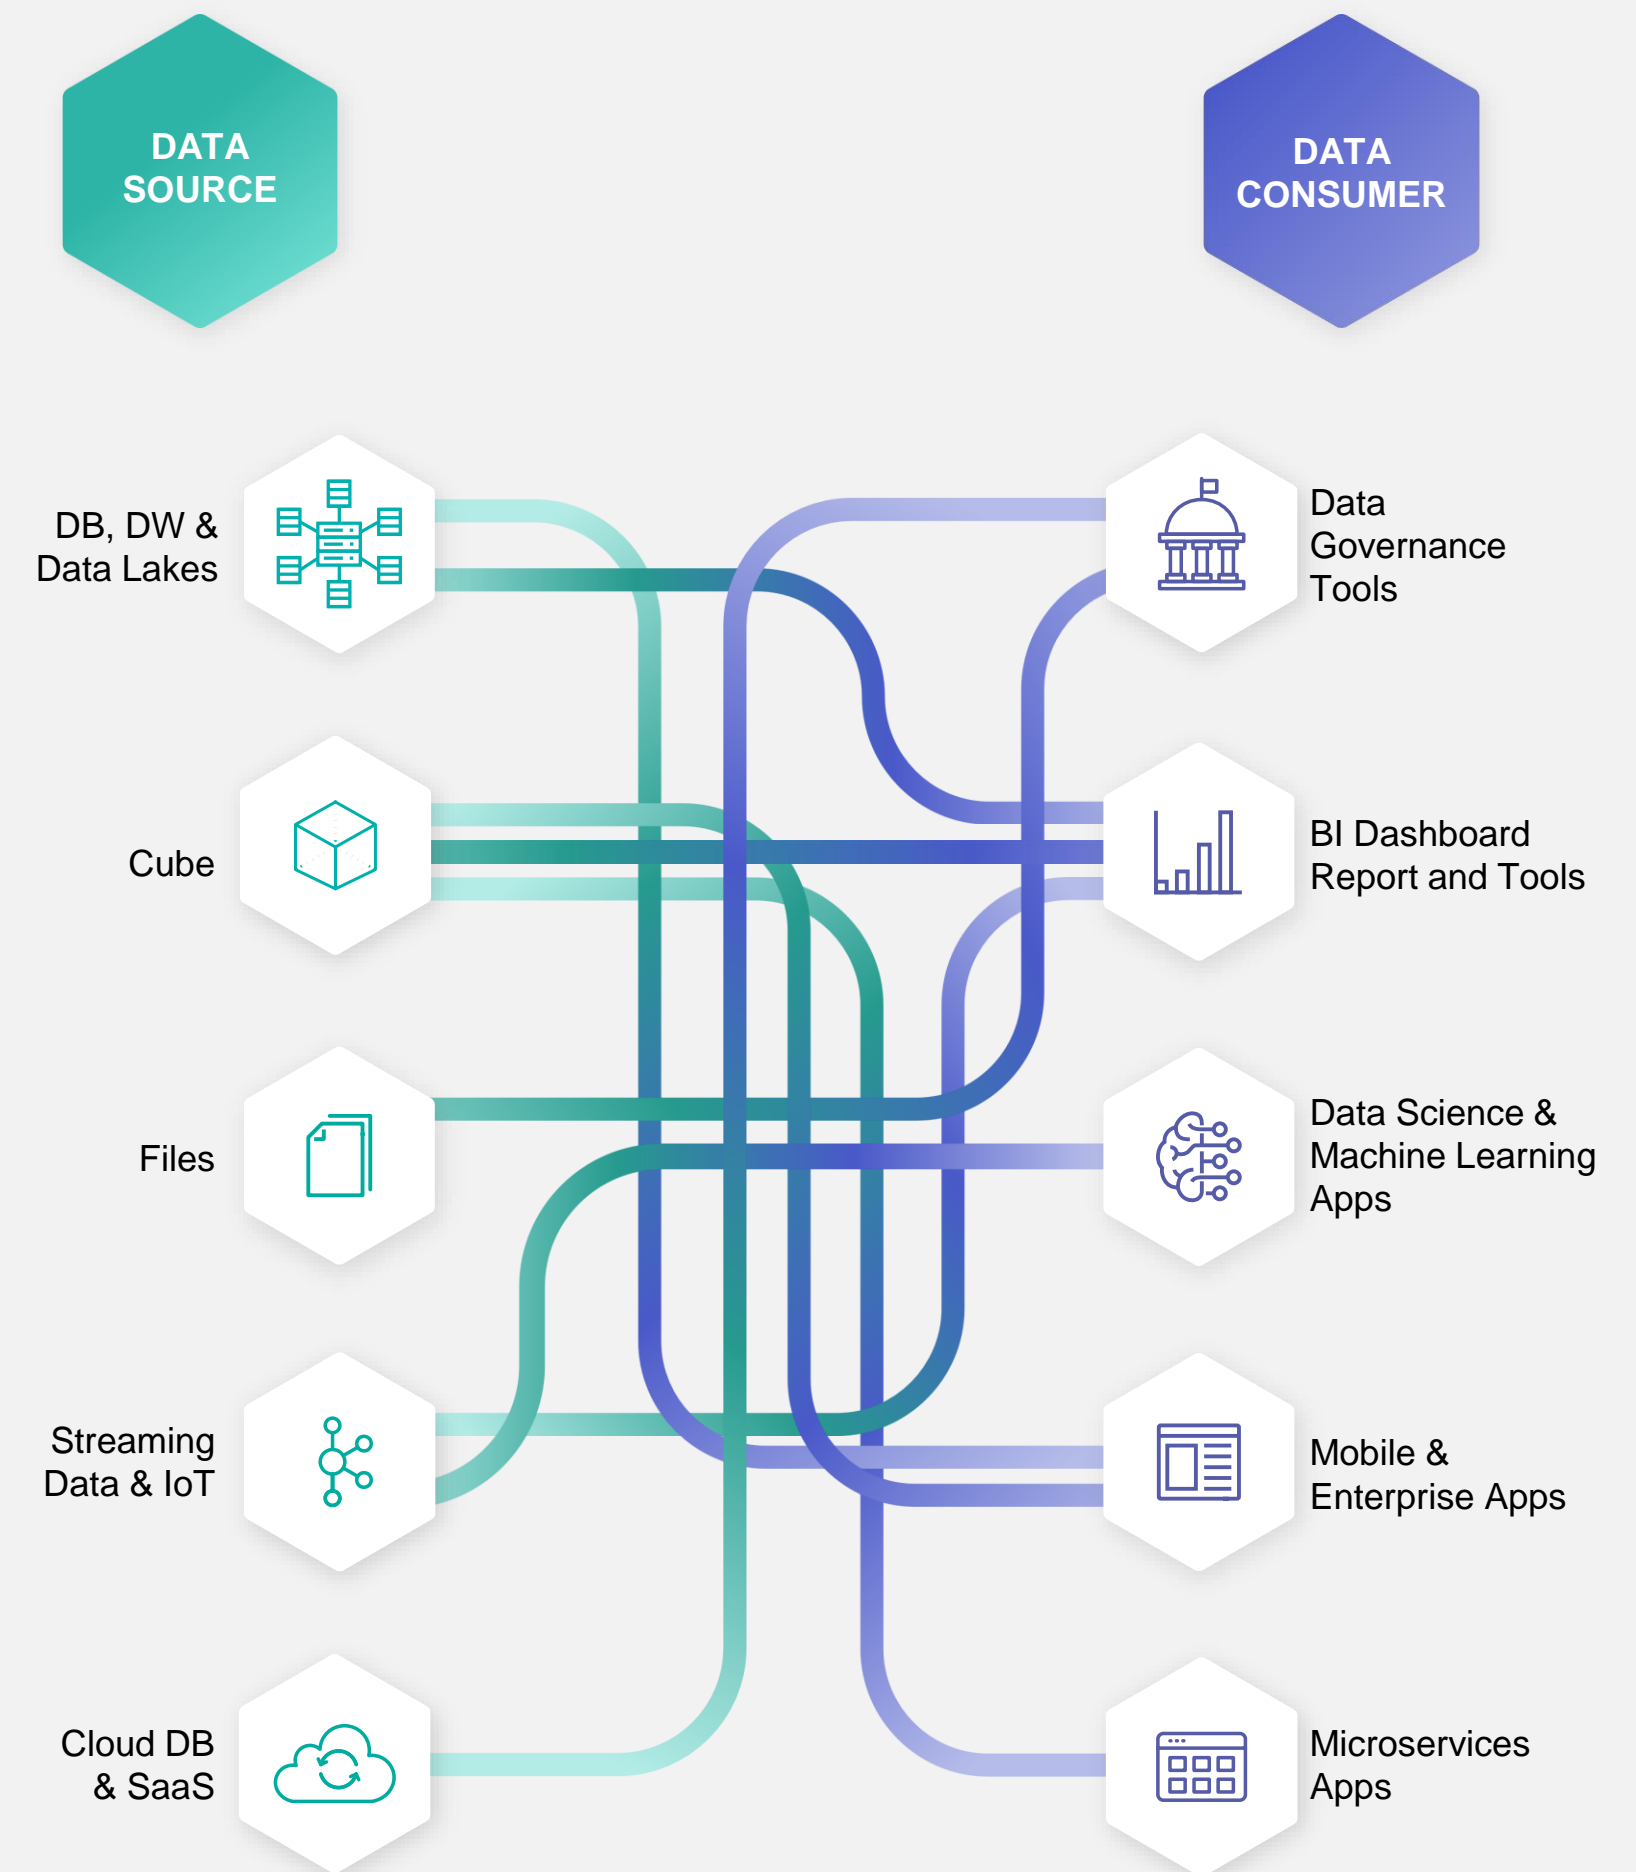 DATA
SOURCE
DATA
CONSUMER
DB, DW &
Data Lakes
Data
Governance
Tools
Cube
BI Dashboard
Report and Tools
Files
Data Science &
Machine Learning
Apps
Streaming
Data & IoT
Mobile &
Enterprise Apps
Cloud DB
& SaaS
Microservices
Apps